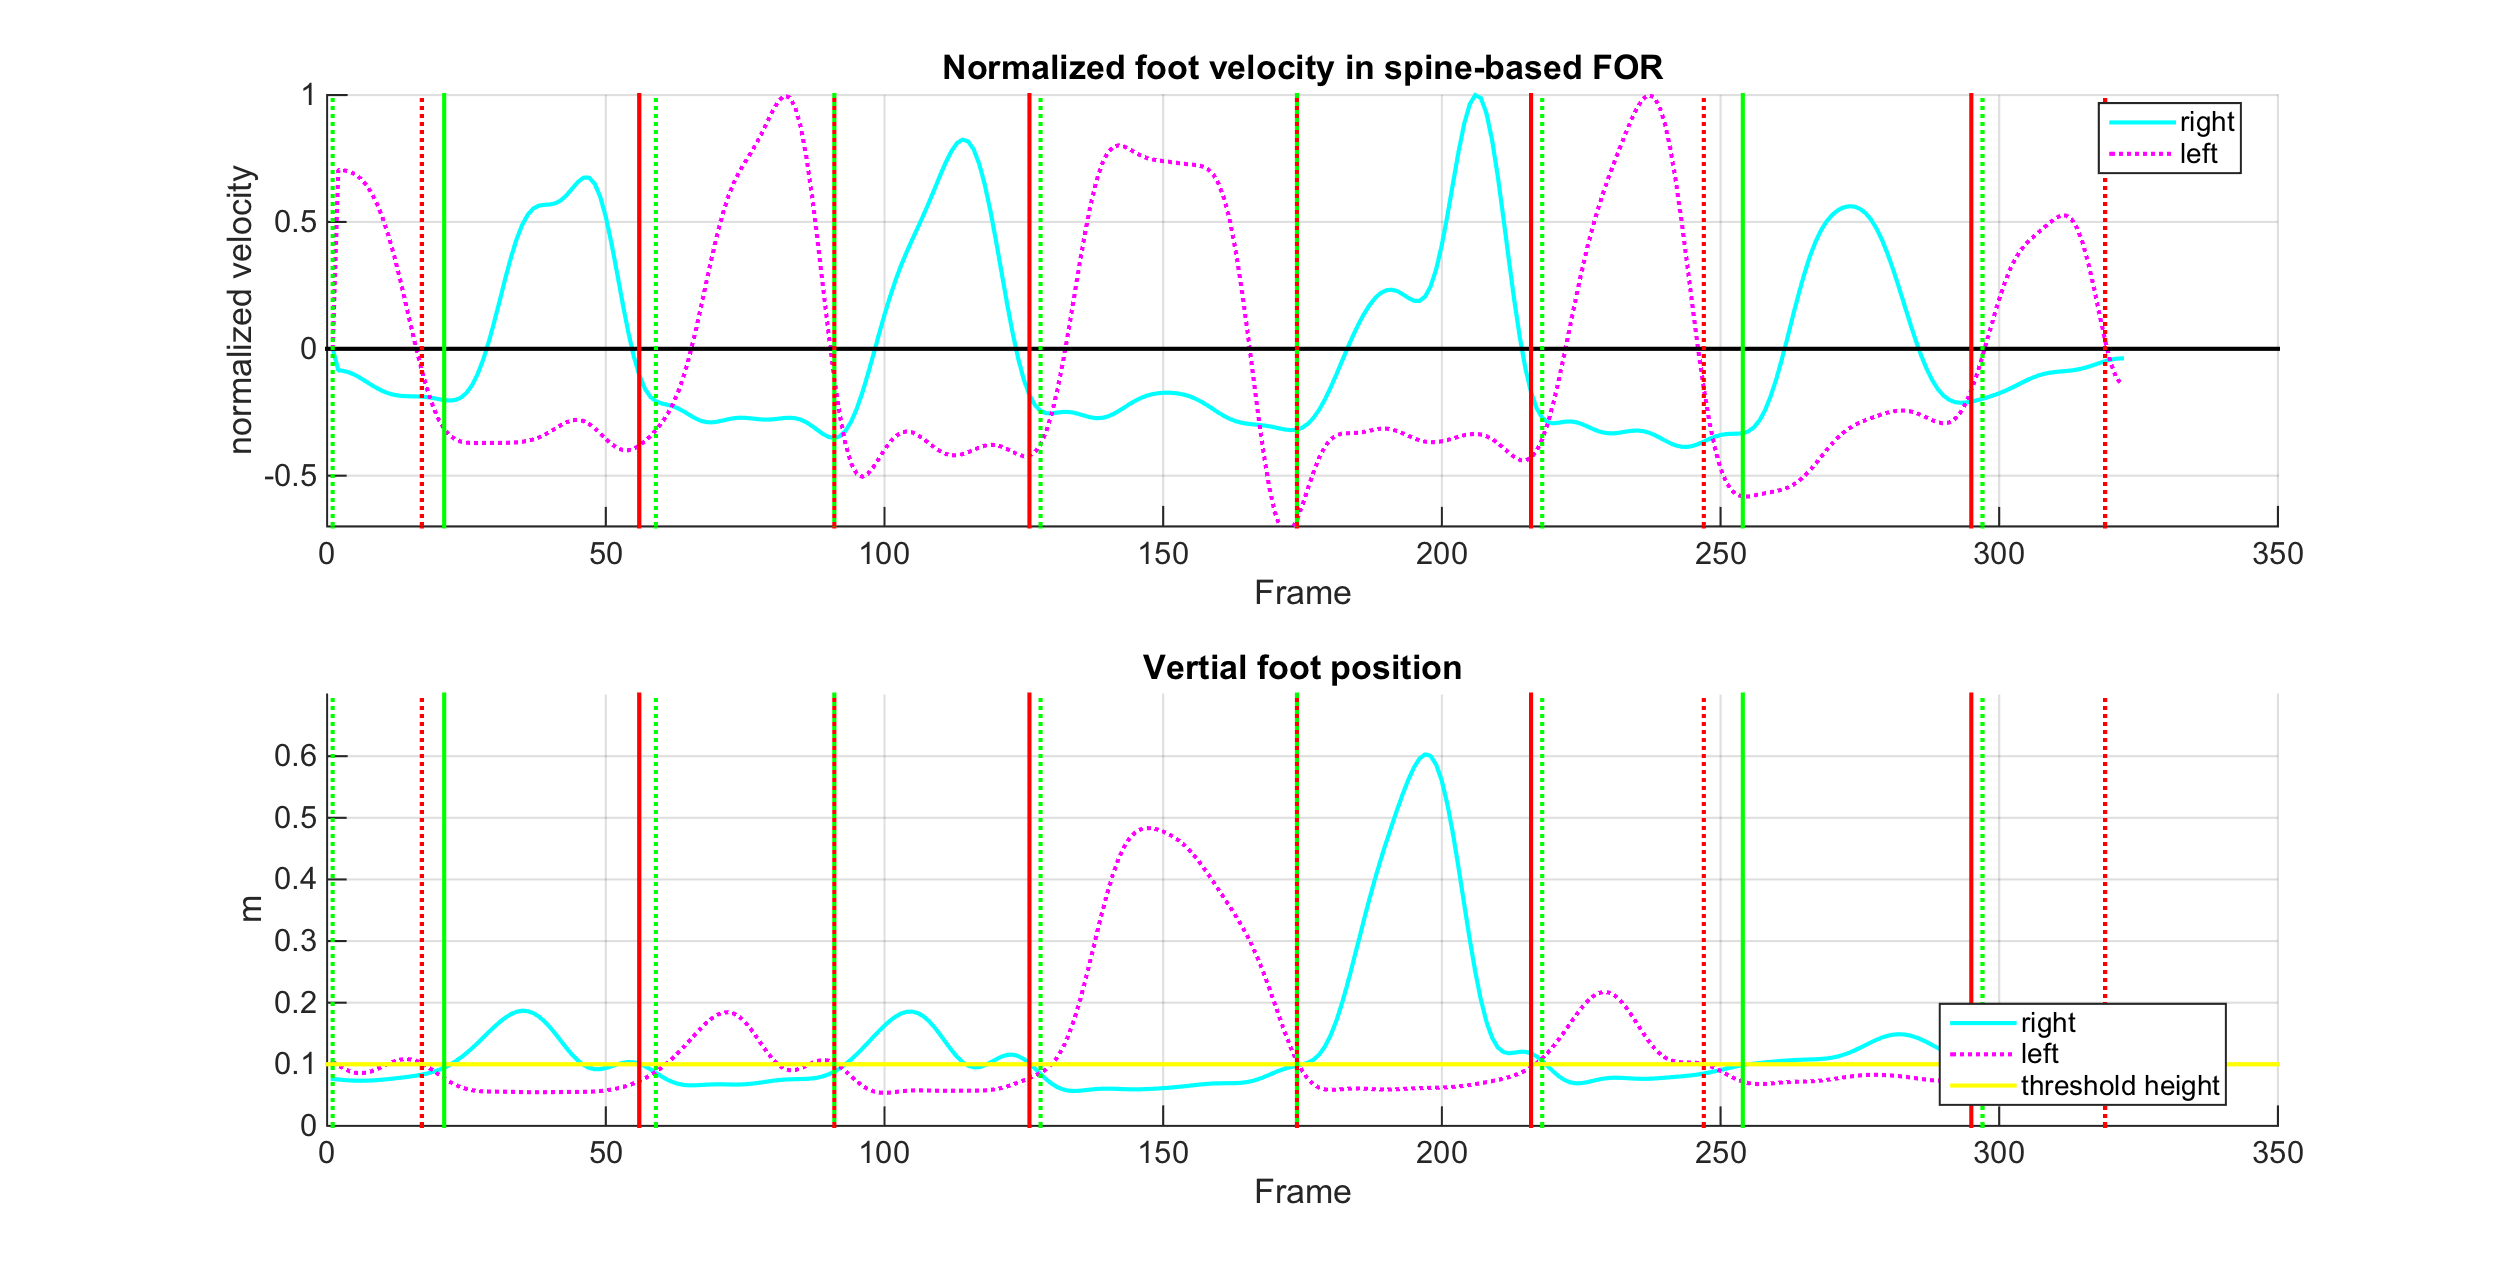 Normalized foot velocity in spine-based FOR
normalized velocity
1
0.5
0
-0.5
right
left
0 50 100 150 200 250 300 350
Frame
Vertial foot position
m
0.6
0.5
0.4
0.3
0.2
0.1
0
right
left
threshold height
0 50 100 150 200 250 300 350
Frame